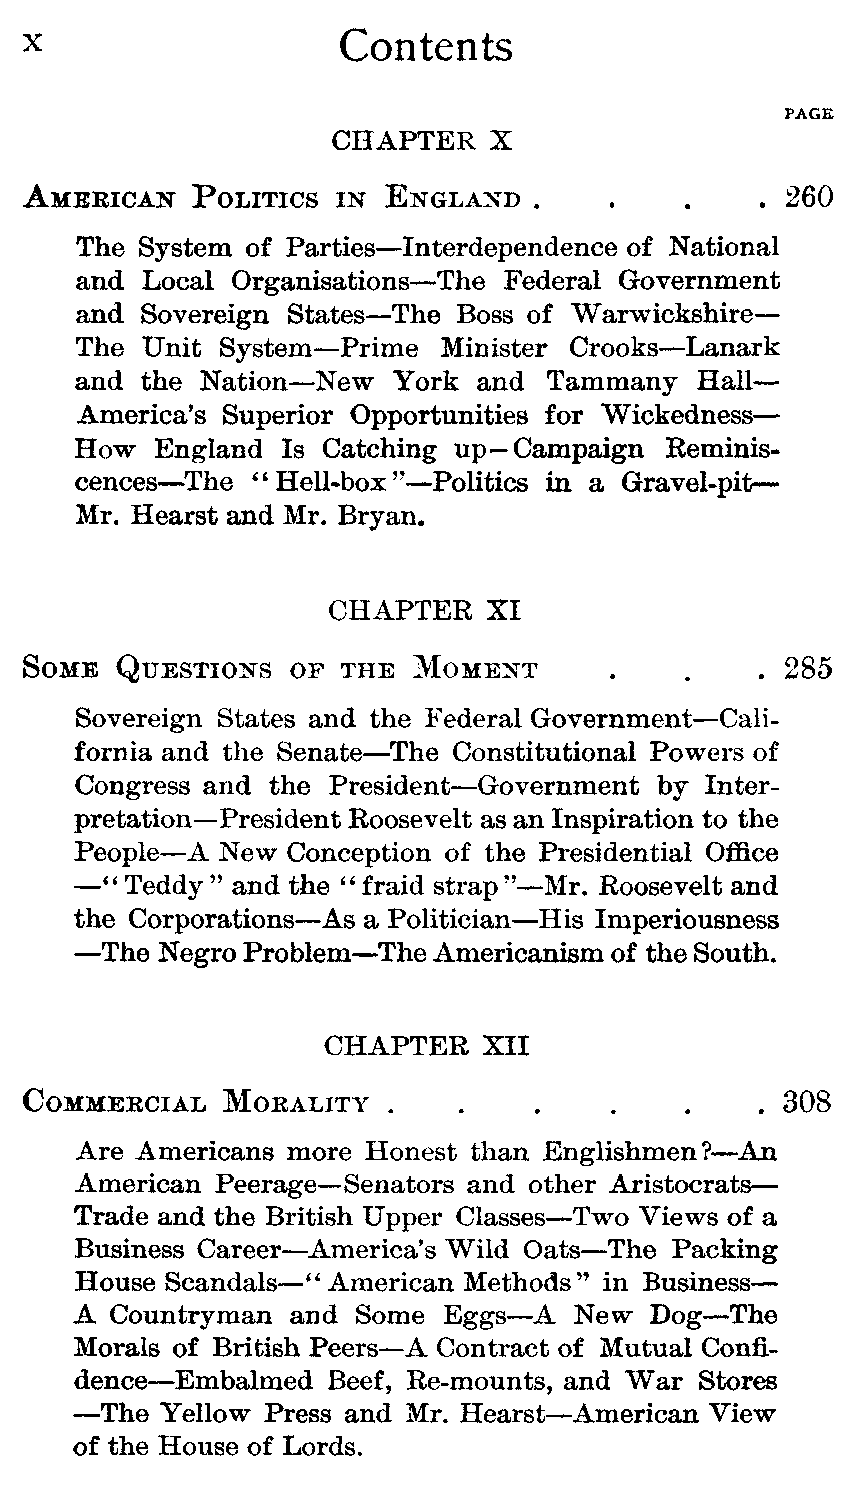 x Contents
PAGE
CHAPTER X
AMERICAN POLITICS IN ENGLAND . . . . 260
The System of Parties—Interdependence of National
and Local Organisations—The Federal Government
and Sovereign States—The Boss of Warwickshire—
The Unit System—Prime Minister Crooks—Lanark
and the Nation—New York and Tammany Hall—
America's Superior Opportunities for Wickedness—
How England Is Catching up—Campaign Reminis-
cences—The "Hell-box"—Politics in a Gravel-pit—
Mr. Hearst and Mr. Bryan.
CHAPTER XI
SOME QUESTIONS OF THE MOMENT . . . 285
Sovereign States and the Federal Government—Cali-
fornia and the Senate—The Constitutional Powers of
Congress and the President—Government by Inter-
pretation—President Roosevelt as an Inspiration to the
People—A New Conception of the Presidential Office
—"Teddy" and the "fraid strap"—Mr. Roosevelt and
the Corporations—As a Politician—His Imperiousness
—The Negro Problem—The Americanism of the South.
CHAPTER XII
COMMERCIAL MORALITY . . . . . . 308
Are Americans more Honest than Englishmen?—An
American Peerage—Senators and other Aristocrats—
Trade and the British Upper Classes—Two Views of a
Business Career—America's Wild Oats—The Packing
House Scandals—"American Methods" in Business—
A Countryman and Some Eggs—A New Dog—The
Morals of British Peers—A Contract of Mutual Confi-
dence—Embalmed Beef, Re-mounts, and War Stores
—The Yellow Press and Mr. Hearst—American View
of the House of Lords.